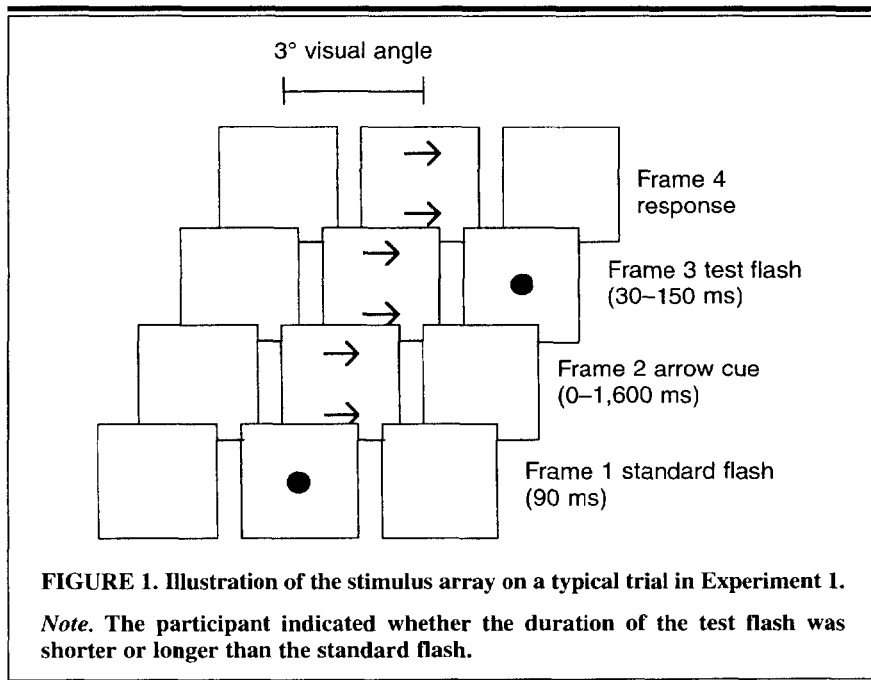 3° visual angle
Frame 4
response
Frame 3 test flash
(30–150 ms)
Frame 2 arrow cue
(0–1,600 ms)
Frame 1 standard flash
(90 ms)
FIGURE 1. Illustration of the stimulus array on a typical trial in Experiment 1.
Note. The participant indicated whether the duration of the test flash was
shorter or longer than the standard flash.